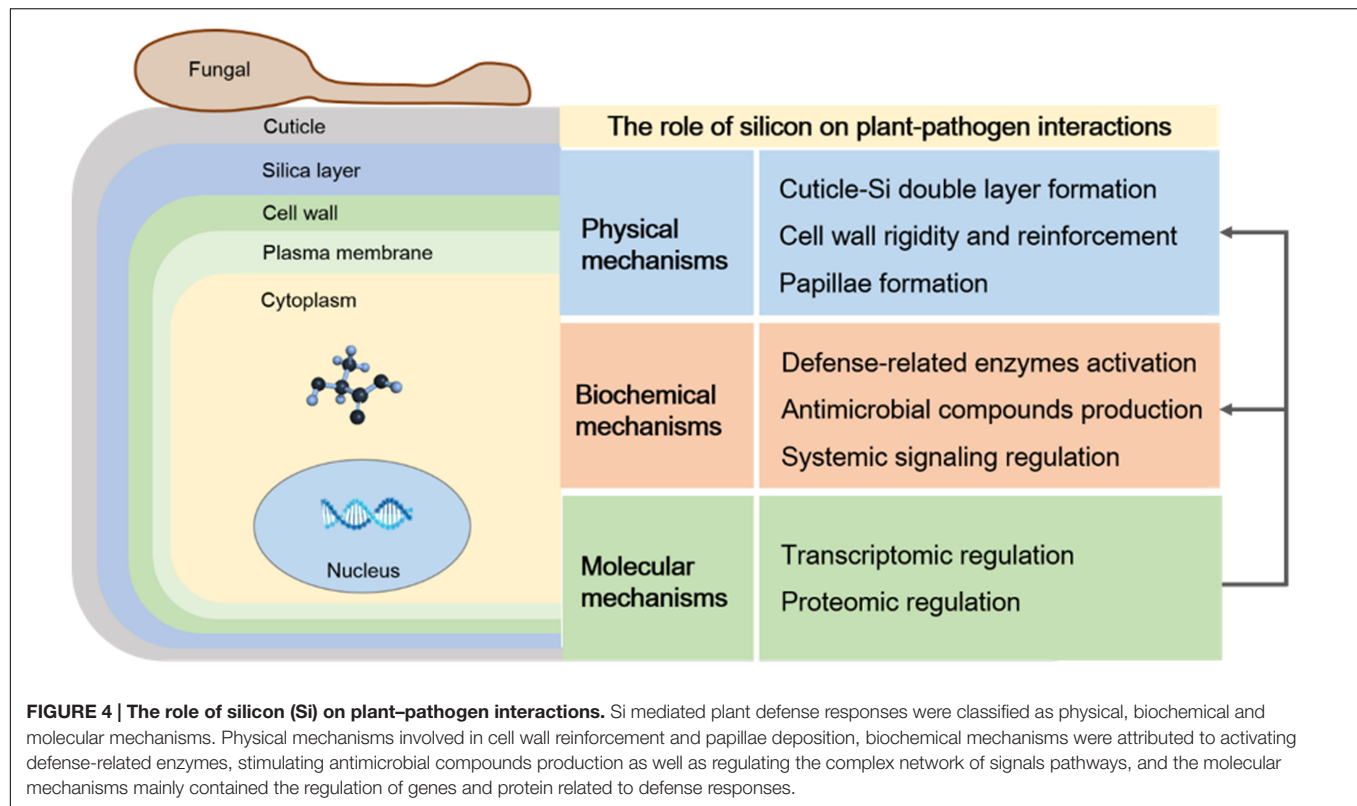 Fungal
Cuticle
Silica layer
Cell wall
Plasma membrane
Cytoplasm
Nucleus
The role of silicon on plant-pathogen interactions
Physical
mechanisms
Cuticle-Si double layer formation
Cell wall rigidity and reinforcement
Papillae formation
Biochemical
mechanisms
Defense-related enzymes activation
Antimicrobial compounds production
Systemic signaling regulation
Molecular
mechanisms
Transcriptomic regulation
Proteomic regulation
FIGURE 4 | The role of silicon (Si) on plant–pathogen interactions. Si mediated plant defense responses were classified as physical, biochemical and
molecular mechanisms. Physical mechanisms involved in cell wall reinforcement and papillae deposition, biochemical mechanisms were attributed to activating
defense-related enzymes, stimulating antimicrobial compounds production as well as regulating the complex network of signals pathways, and the molecular
mechanisms mainly contained the regulation of genes and protein related to defense responses.